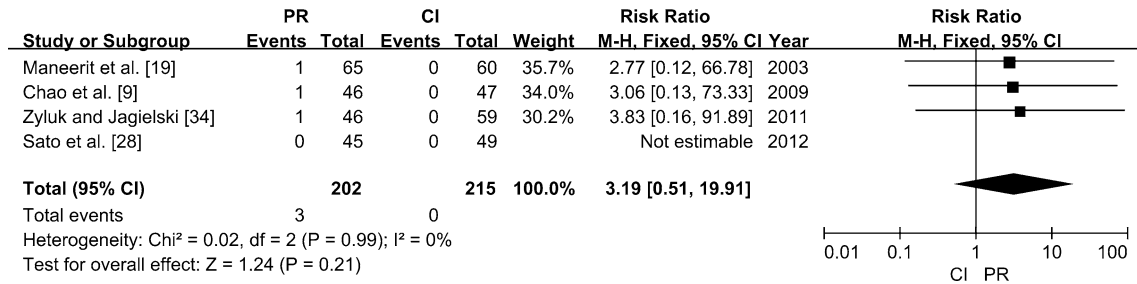 PR CI Risk Ratio Risk Ratio
Study or Subgroup Events Total Events Total Weight M-H, Fixed, 95% CI Year M-H, Fixed, 95% CI
Maneerit et al. [19] 1 65 0 60 35.7% 2.77 [0.12, 66.78] 2003
Chao et al. [9] 1 46 0 47 34.0% 3.06 [0.13, 73.33] 2009
Zyluk and Jagielski [34] 1 46 0 59 30.2% 3.83 [0.16, 91.89] 2011
Sato et al. [28] 0 45 0 49 Not estimable 2012
Total (95% CI) 202 215 100.0% 3.19 [0.51, 19.91]
Total events 3 0
Heterogeneity: Chi² = 0.02, df = 2 (P = 0.99); I² = 0%
Test for overall effect: Z = 1.24 (P = 0.21)
0.01 0.1 1 10 100
CI PR